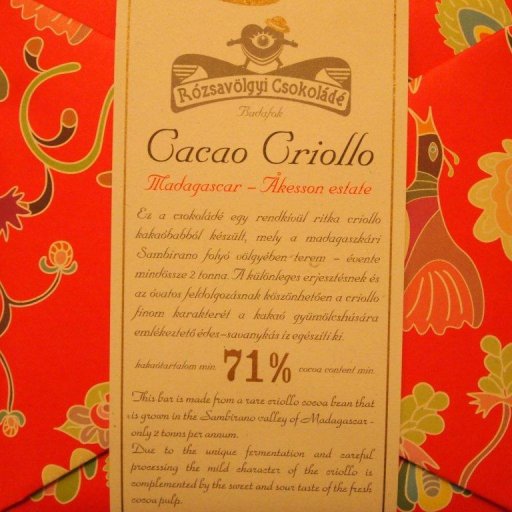 Rózsavölgyi Csokoládé
Budafok
Cacao Criollo
Madagascar – Åkesson estate
Ez a csokoládé egy rendkívül ritka criollo
kakaóbabból készült, mely a madagaszkári
Sambirano folyó völgyében terem – évente
mindössze 2 tonna. A különleges erjesztésnek és
az óvatos feldolgozásnak köszönhetően a criollo
finom karakterét a kakaó gyümölcshúsára
emlékeztető édes–savanykás íz egészíti ki.
kakaótartalom min. 71% cocoa content min.
This bar is made from a rare criollo cocoa bean that
is grown in the Sambirano valley of Madagascar -
only 2 tonns per annum.
Due to the unique fermentation and careful
processing the mild character of the criollo is
complemented by the sweet and sour taste of the fresh
cocoa pulp.